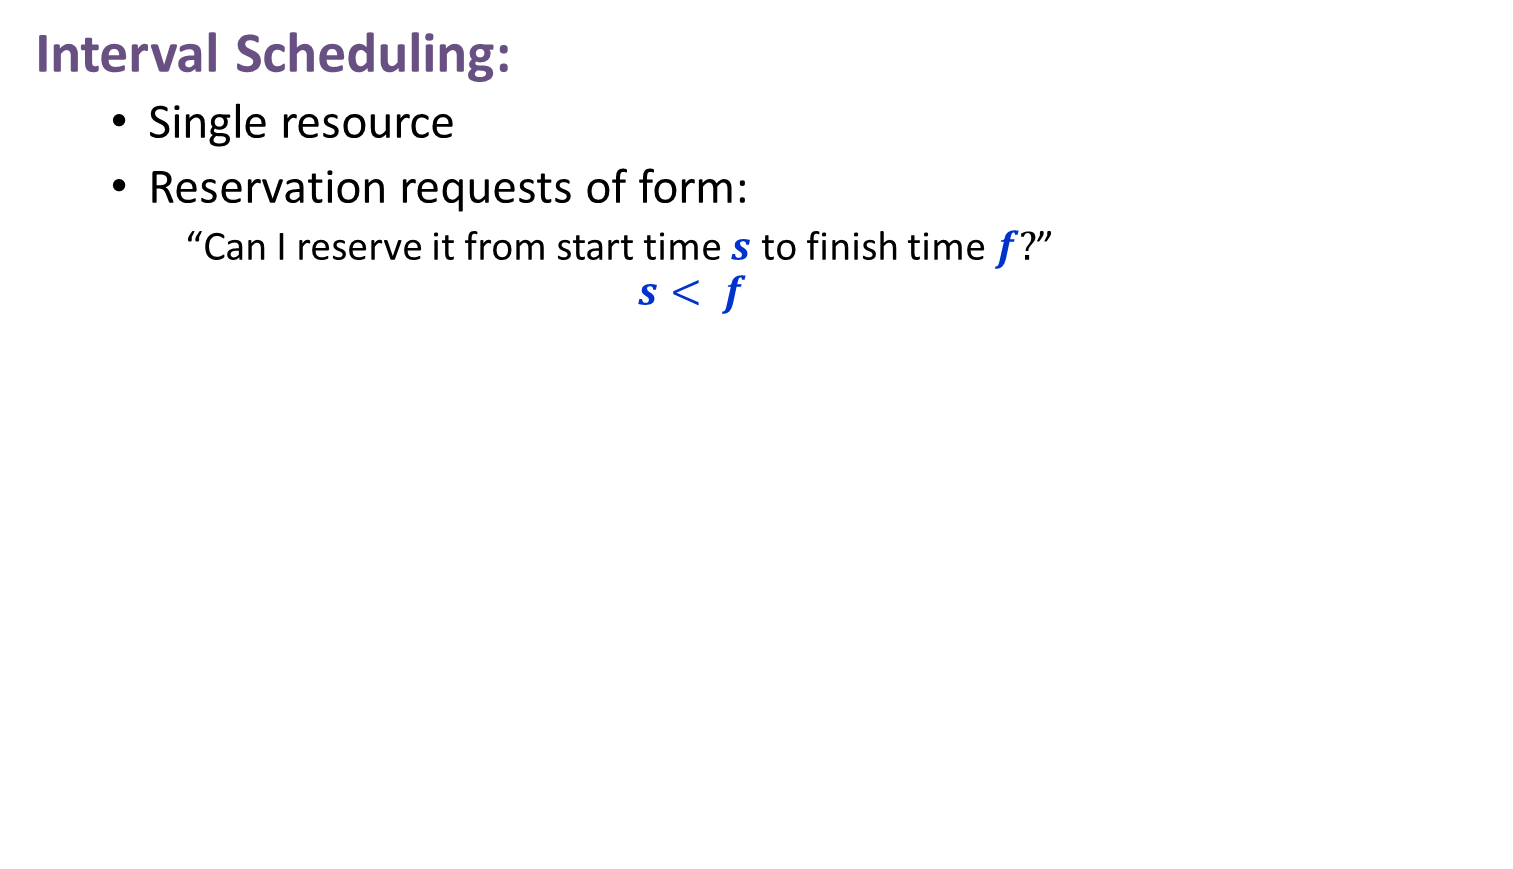 Interval Scheduling:
• Single resource
• Reservation requests of form:
“Can I reserve it from start time s to finish time f?”
s < f